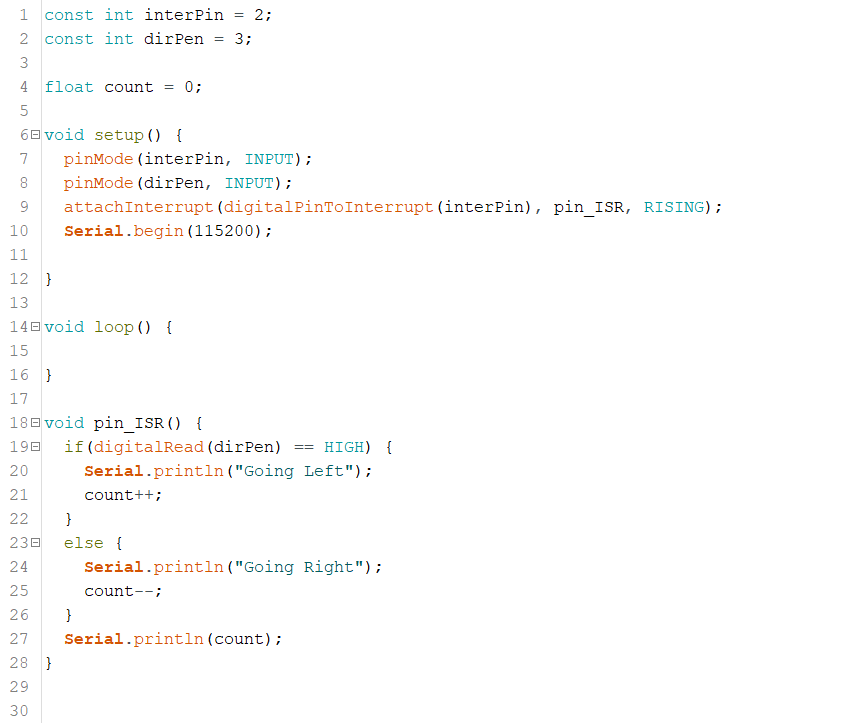 1 const int interPin = 2;
2 const int dirPen = 3;
3
4 float count = 0;
5
6 void setup() {
7   pinMode(interPin, INPUT);
8   pinMode(dirPen, INPUT);
9   attachInterrupt(digitalPinToInterrupt(interPin), pin_ISR, RISING);
10   Serial.begin(115200);
11
12 }
13
14 void loop() {
15
16 }
17
18 void pin_ISR() {
19   if(digitalRead(dirPen) == HIGH) {
20     Serial.println("Going Left");
21     count++;
22   }
23   else {
24     Serial.println("Going Right");
25     count--;
26   }
27   Serial.println(count);
28 }
29
30